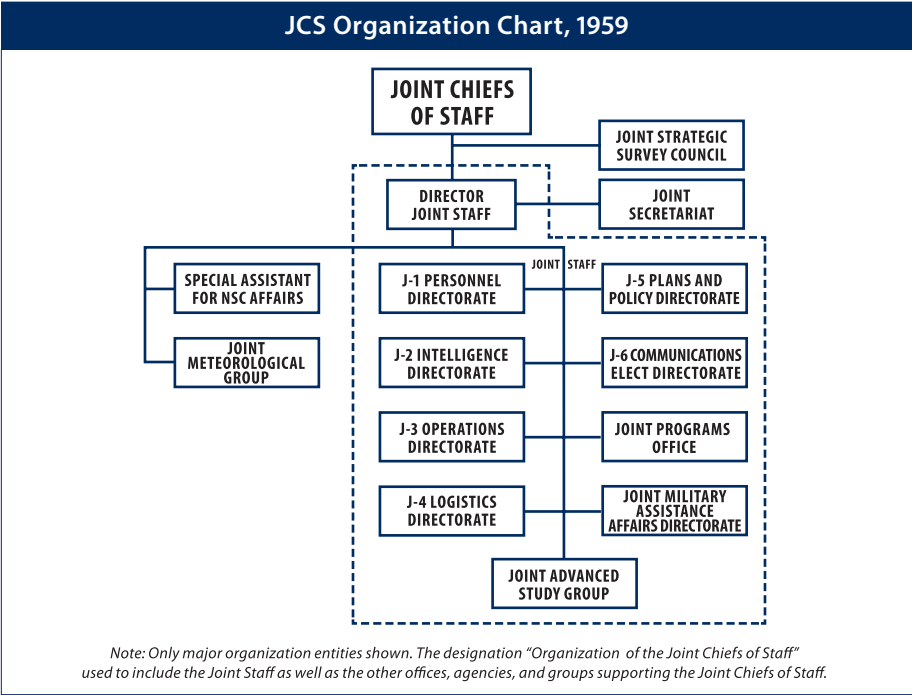 JCS Organization Chart, 1959
JOINT CHIEFS
OF STAFF
JOINT STRATEGIC
SURVEY COUNCIL
DIRECTOR
JOINT STAFF
JOINT
SECRETARIAT
JOINT STAFF
SPECIAL ASSISTANT
FOR NSC AFFAIRS
JOINT
METEOROLOGICAL
GROUP
J-1 PERSONNEL
DIRECTORATE
J-5 PLANS AND
POLICY DIRECTORATE
J-2 INTELLIGENCE
DIRECTORATE
J-6 COMMUNICATIONS
ELECT DIRECTORATE
J-3 OPERATIONS
DIRECTORATE
JOINT PROGRAMS
OFFICE
J-4 LOGISTICS
DIRECTORATE
JOINT MILITARY
ASSISTANCE
AFFAIRS DIRECTORATE
JOINT ADVANCED
STUDY GROUP
Note: Only major organization entities shown. The designation “Organization of the Joint Chiefs of Staff”
used to include the Joint Staff as well as the other offices, agencies, and groups supporting the Joint Chiefs of Staff.